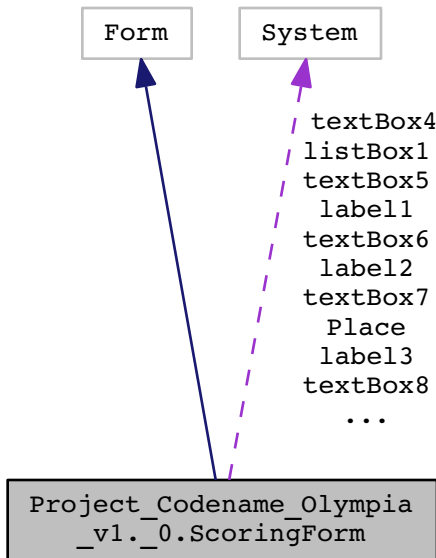 Form
System
textBox4
listBox1
textBox5
label1
textBox6
label2
textBox7
Place
label3
textBox8
...
Project_Codename_Olympia
_v1._0.ScoringForm